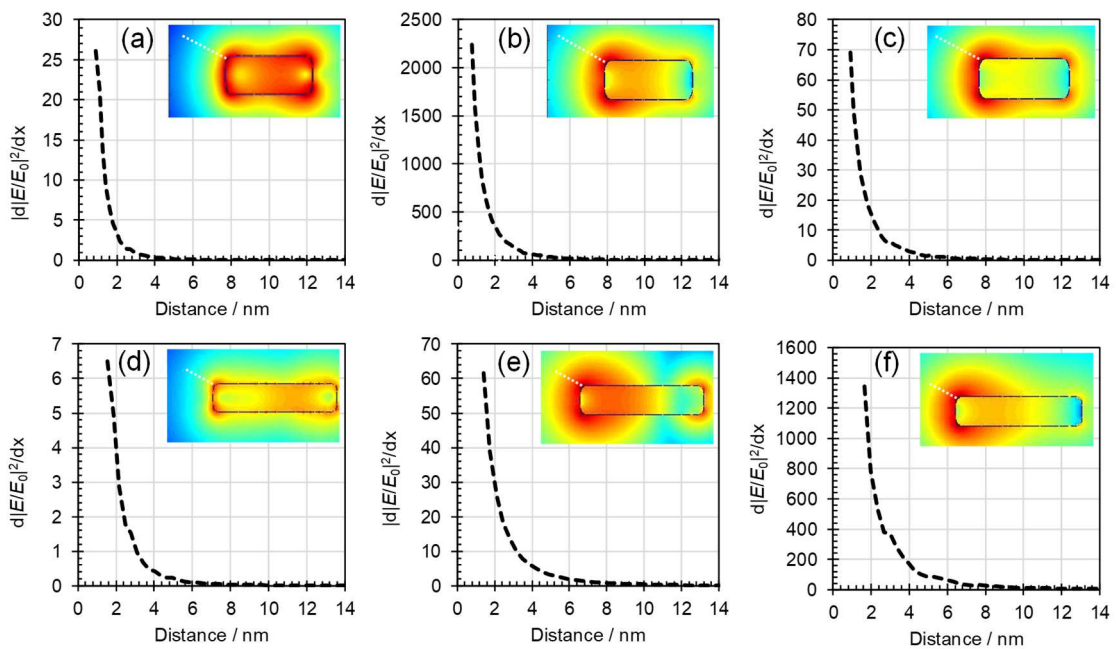 (a)
|d|E/E₀|²/dx
30
25
20
15
10
5
0
0 2 4 6 8 10 12 14
Distance / nm
(b)
d|E/E₀|²/dx
2500
2000
1500
1000
500
0
0 2 4 6 8 10 12 14
Distance / nm
(c)
d|E/E₀|²/dx
80
70
60
50
40
30
20
10
0
0 2 4 6 8 10 12 14
Distance / nm
(d)
d|E/E₀|²/dx
7
6
5
4
3
2
1
0
0 2 4 6 8 10 12 14
Distance / nm
(e)
|d|E/E₀|²/dx
70
60
50
40
30
20
10
0
0 2 4 6 8 10 12 14
Distance / nm
(f)
d|E/E₀|²/dx
1600
1400
1200
1000
800
600
400
200
0
0 2 4 6 8 10 12 14
Distance / nm